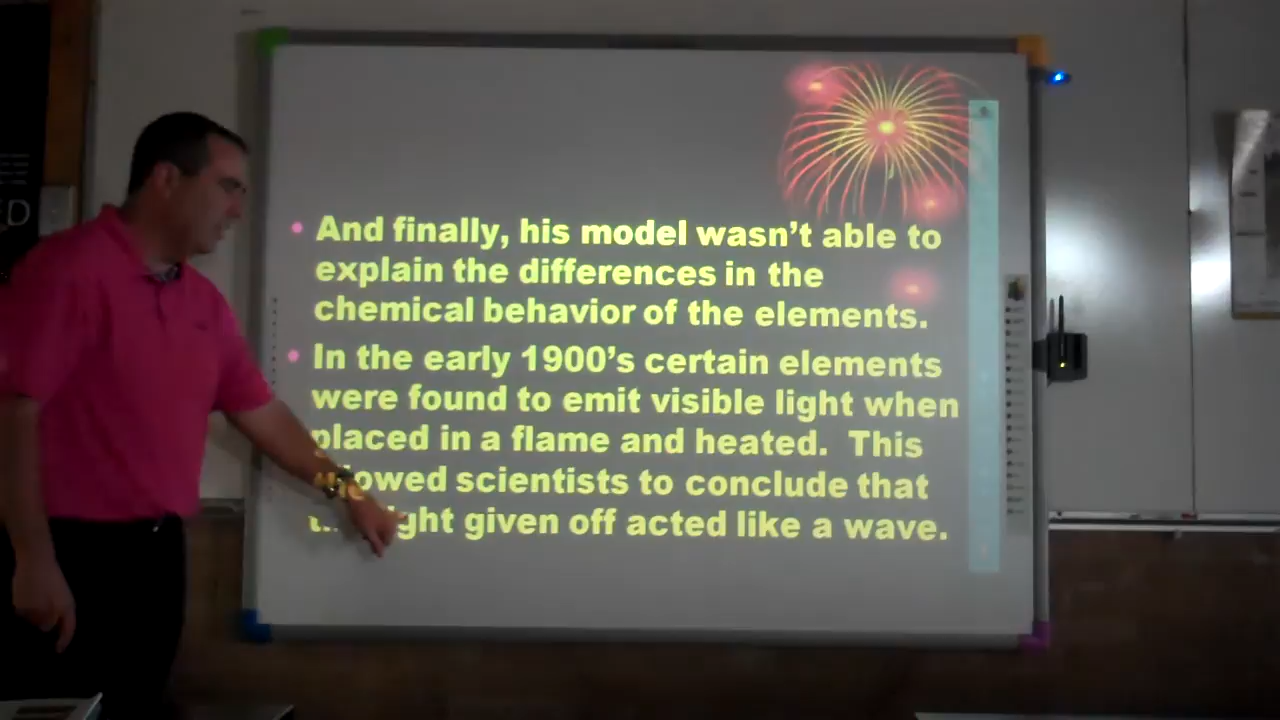 And finally, his model wasn't able to
explain the differences in the
chemical behavior of the elements.
In the early 1900's certain elements
were found to emit visible light when
placed in a flame and heated. This
scientists to conclude that
given off acted like a wave.